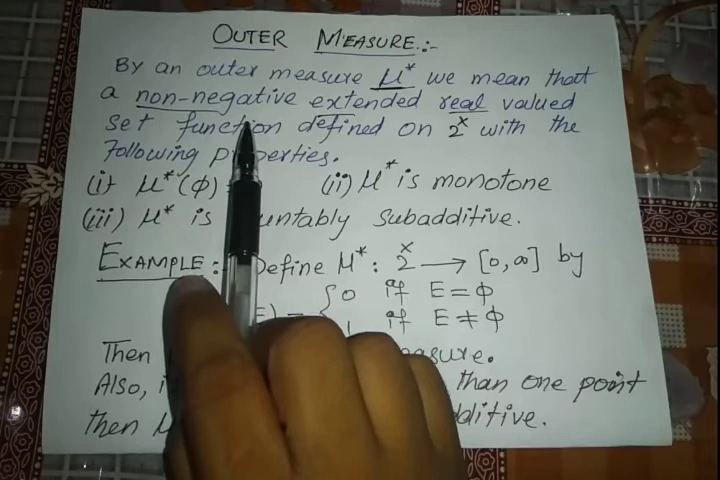 OUTER MEASURE:-
By an outer measure μ* we mean that
a non-negative extended real valued
set function defined on 2^X with the
following properties.
(i) μ*(φ) (ii) μ* is monotone
(iii) μ* is subadditive.
EXAMPLE:- Define μ*: 2^X → [0, ∞] by
{0 if E = φ
1 if E ≠ φ
Then
Also, than one point
then